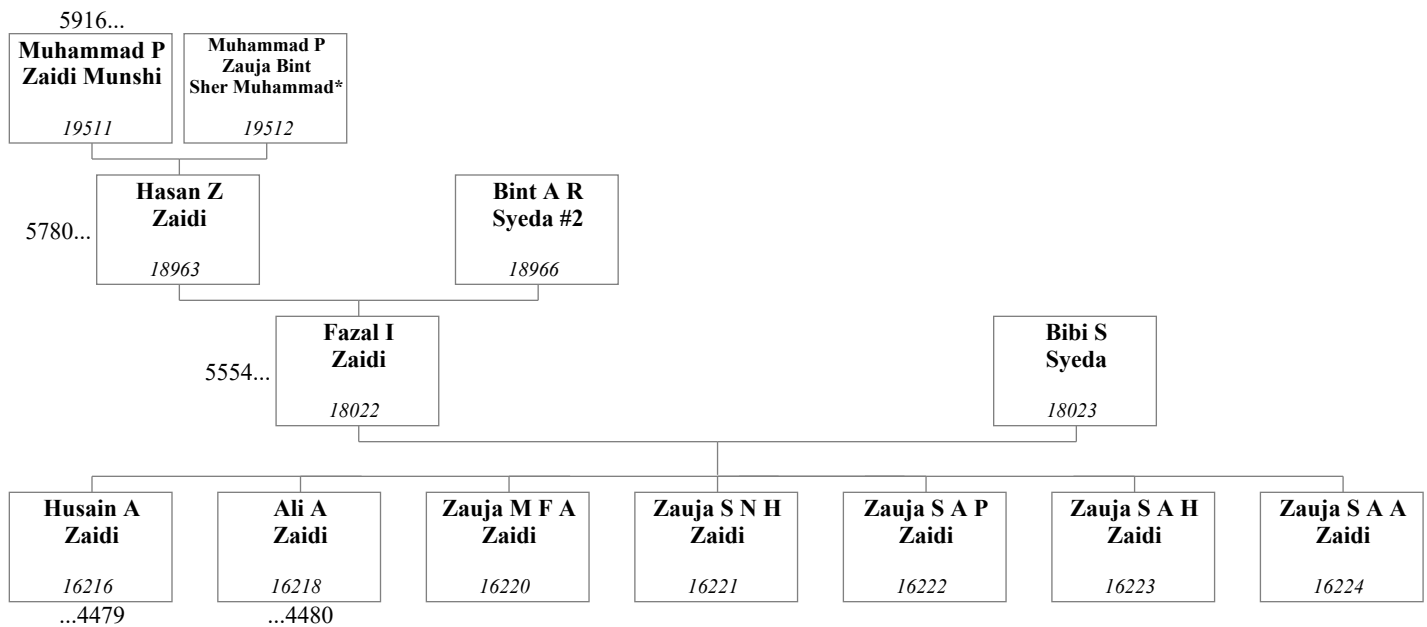 5916...
Muhammad P
Zaidi Munshi
19511
Muhammad P
Zauja Bint
Sher Muhammad*
19512
5780...
Hasan Z
Zaidi
18963
Bint A R
Syeda #2
18966
5554...
Fazal I
Zaidi
18022
Bibi S
Syeda
18023
Husain A
Zaidi
16216
...4479
Ali A
Zaidi
16218
...4480
Zauja M F A
Zaidi
16220
Zauja S N H
Zaidi
16221
Zauja S A P
Zaidi
16222
Zauja S A H
Zaidi
16223
Zauja S A A
Zaidi
16224